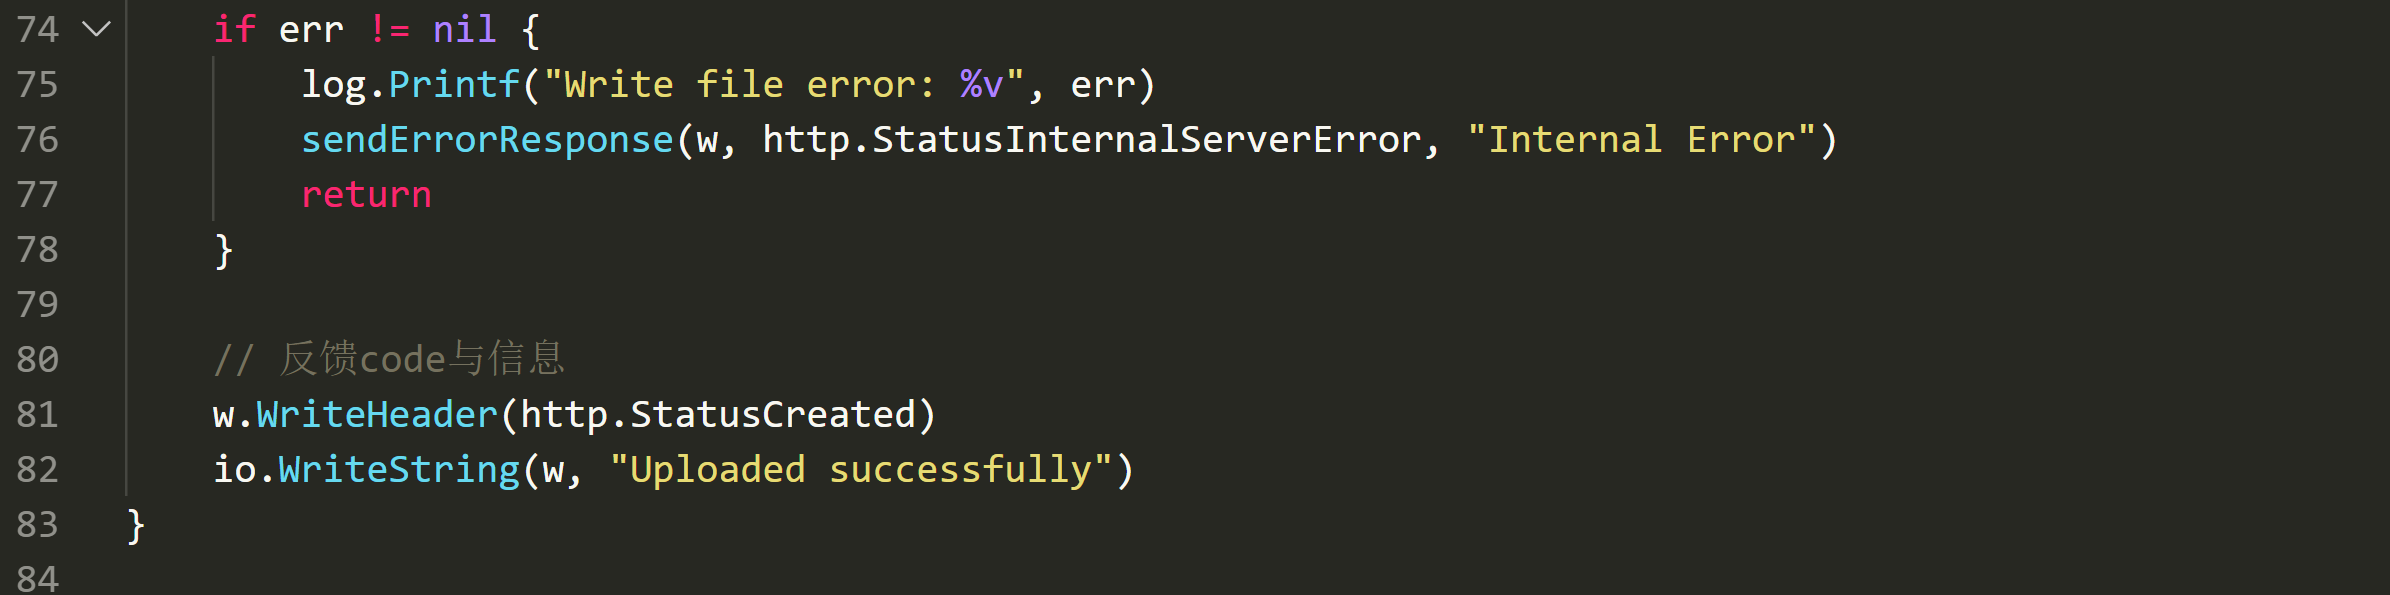 74 if err != nil {
75 log.Printf("Write file error: %v", err)
76 sendErrorResponse(w, http.StatusInternalServerError, "Internal Error")
77 return
78 }
79
80 // 反馈code与信息
81 w.WriteHeader(http.StatusCreated)
82 io.WriteString(w, "Uploaded successfully")
83 }
84